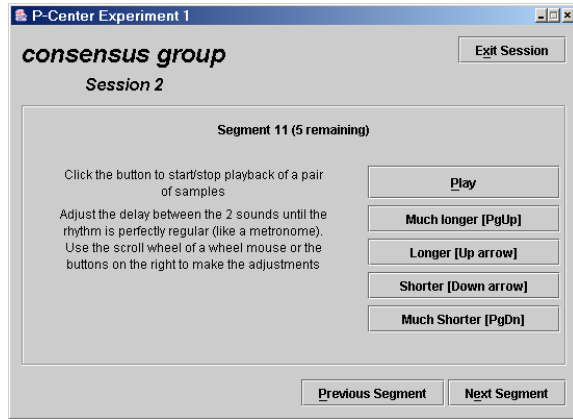 P-Center Experiment 1
consensus group
Exit Session
Session 2
Segment 11 (5 remaining)
Click the button to start/stop playback of a pair
of samples
Play
Adjust the delay between the 2 sounds until the
rhythm is perfectly regular (like a metronome).
Use the scroll wheel of a wheel mouse or the
buttons on the right to make the adjustments
Much longer [PgUp]
Longer [Up arrow]
Shorter [Down arrow]
Much Shorter [PgDn]
Previous Segment
Next Segment